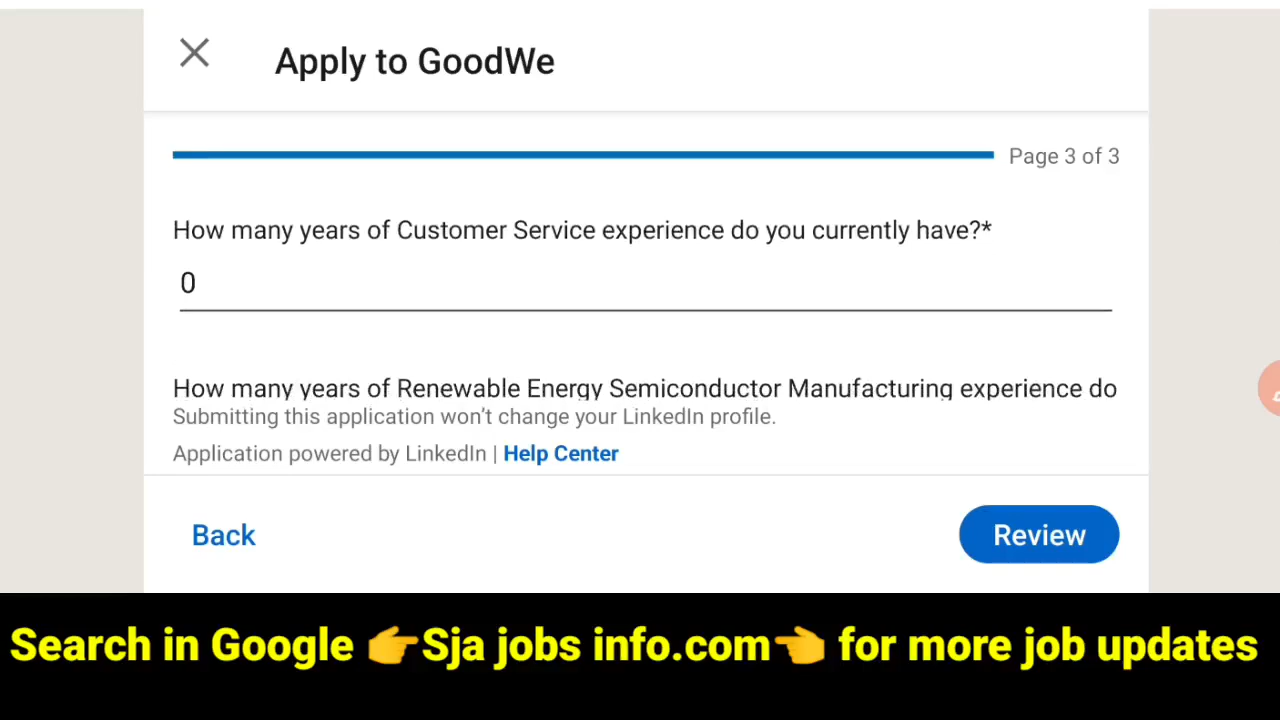 Apply to GoodWe
Page 3 of 3
How many years of Customer Service experience do you currently have?*
0
How many years of Renewable Energy Semiconductor Manufacturing experience do
Submitting this application won't change your LinkedIn profile.
Application powered by LinkedIn | Help Center
Back
Review
Search in Google 👉Sja jobs info.com👈 for more job updates